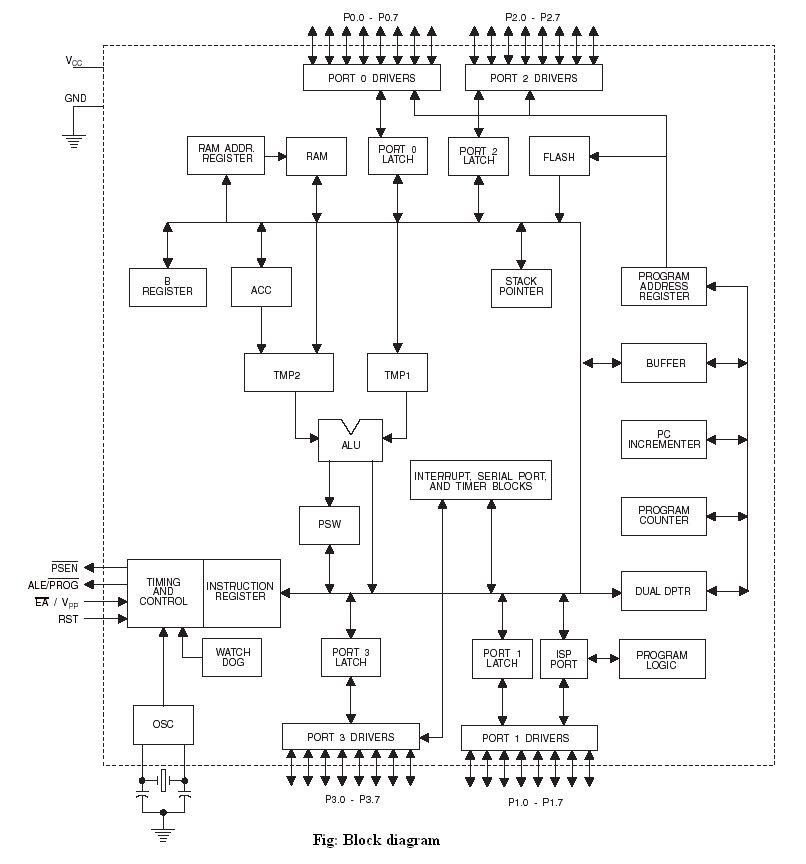 P0.0 - P0.7
P2.0 - P2.7
VCC
PORT 0 DRIVERS
PORT 2 DRIVERS
GND
RAM ADDR.
REGISTER
RAM
PORT 0
LATCH
PORT 2
LATCH
FLASH
B
REGISTER
ACC
STACK
POINTER
PROGRAM
ADDRESS
REGISTER
TMP2
TMP1
BUFFER
ALU
PC
INCREMENTER
INTERRUPT, SERIAL PORT,
AND TIMER BLOCKS
PSW
PROGRAM
COUNTER
PSEN
ALE/PROG
EA / VPP
RST
TIMING
AND
CONTROL
INSTRUCTION
REGISTER
DUAL DPTR
WATCH
DOG
PORT 3
LATCH
PORT 1
LATCH
ISP
PORT
PROGRAM
LOGIC
OSC
PORT 3 DRIVERS
PORT 1 DRIVERS
P3.0 - P3.7
P1.0 - P1.7
Fig: Block diagram